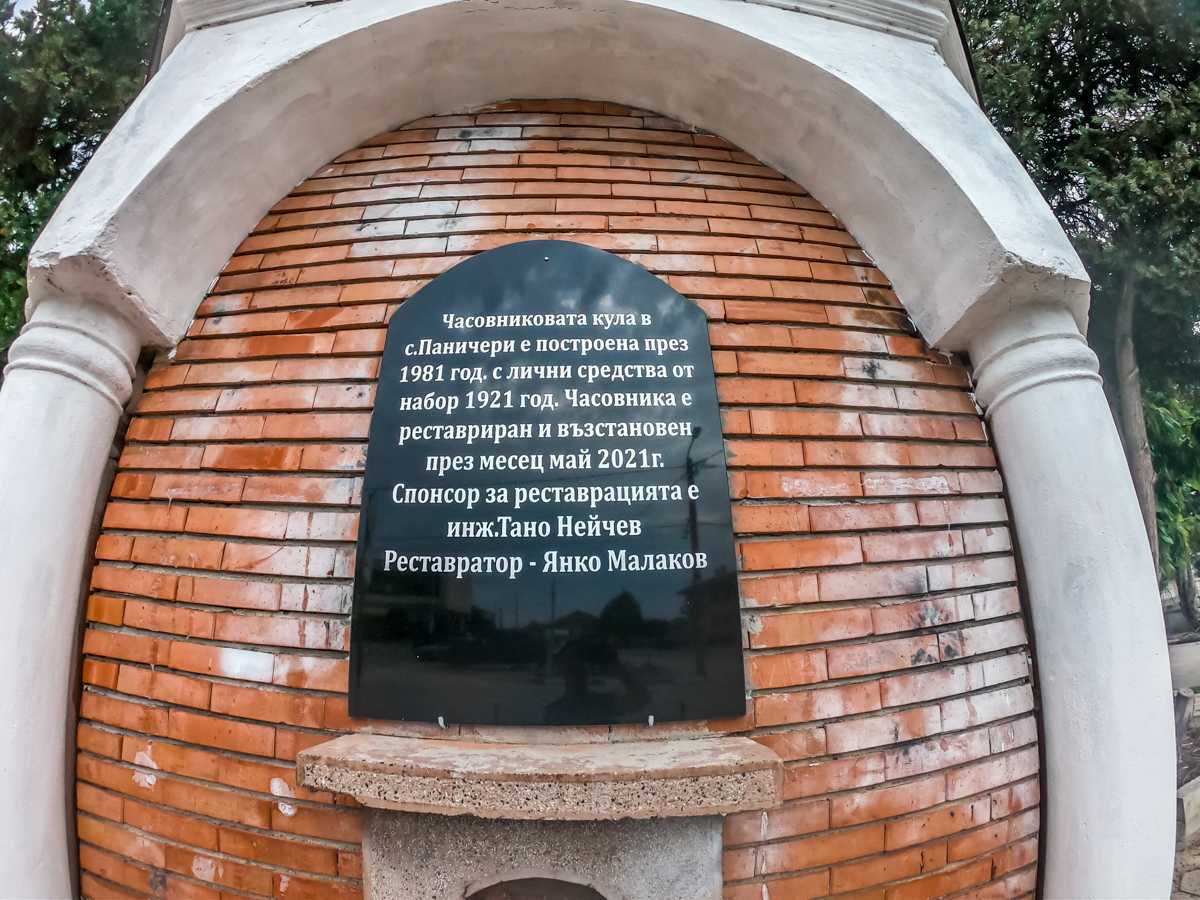 Часовниковата кула в
с.Паничери е построена през
1981 год. с лични средства от
набор 1921 год. Часовника е
реставриран и възстановен
през месец май 2021г.
Спонсор за реставрацията е
инж.Тано Нейчев
Реставратор - Янко Малаков